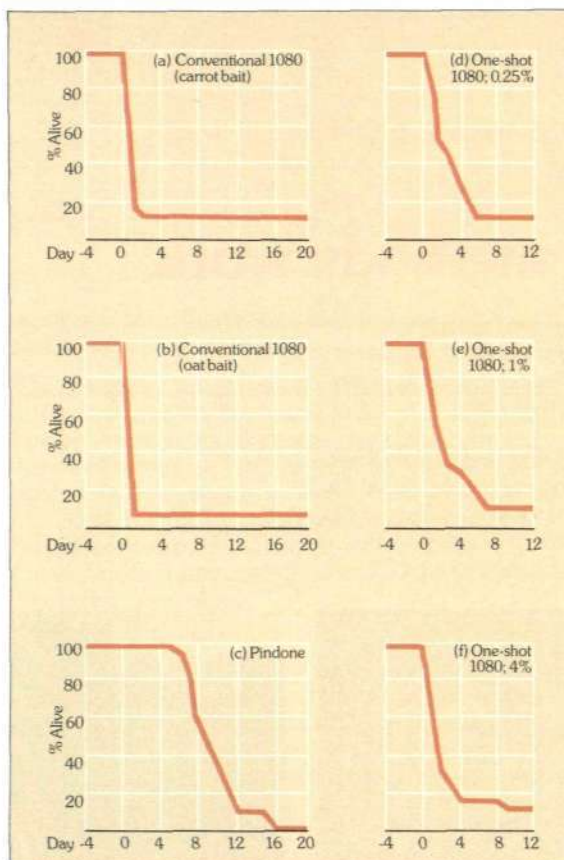 (a) Conventional 1080
(carrot bait)
100
80
60
40
20
% Alive
Day -4 0 4 8 12 16 20
(d) One-shot
1080; 0.25%
-4 0 4 8 12
(b) Conventional 1080
(oat bait)
100
80
60
40
20
% Alive
Day -4 0 4 8 12 16 20
(e) One-shot
1080; 1%
-4 0 4 8 12
(c) Pindone
100
80
60
40
20
% Alive
Day -4 0 4 8 12 16 20
(f) One-shot
1080; 4%
-4 0 4 8 12